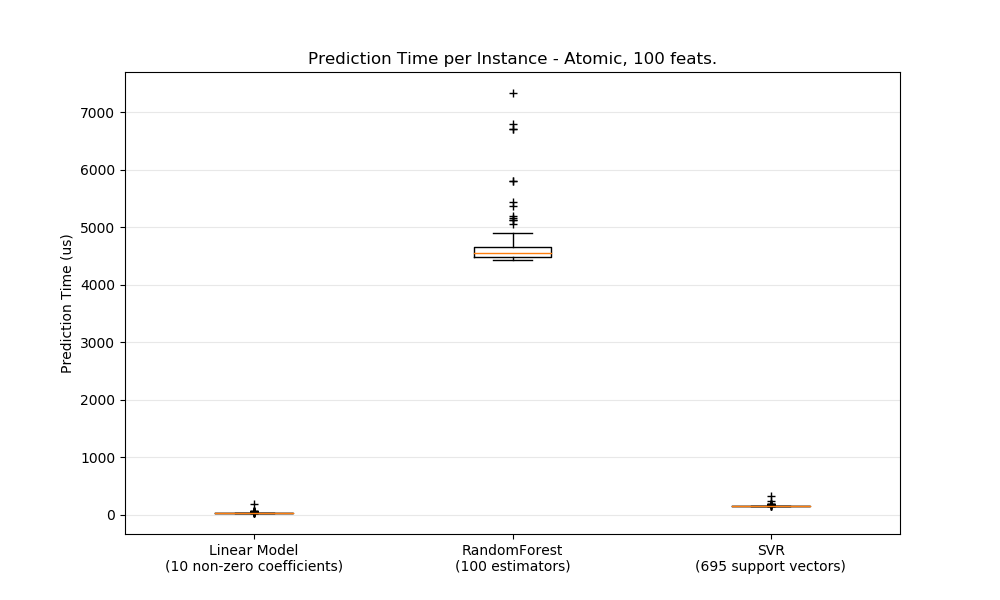 Prediction Time per Instance - Atomic, 100 feats.
7000
6000
5000
4000
3000
2000
1000
0
Prediction Time (us)
Linear Model
(10 non-zero coefficients)
RandomForest
(100 estimators)
SVR
(695 support vectors)